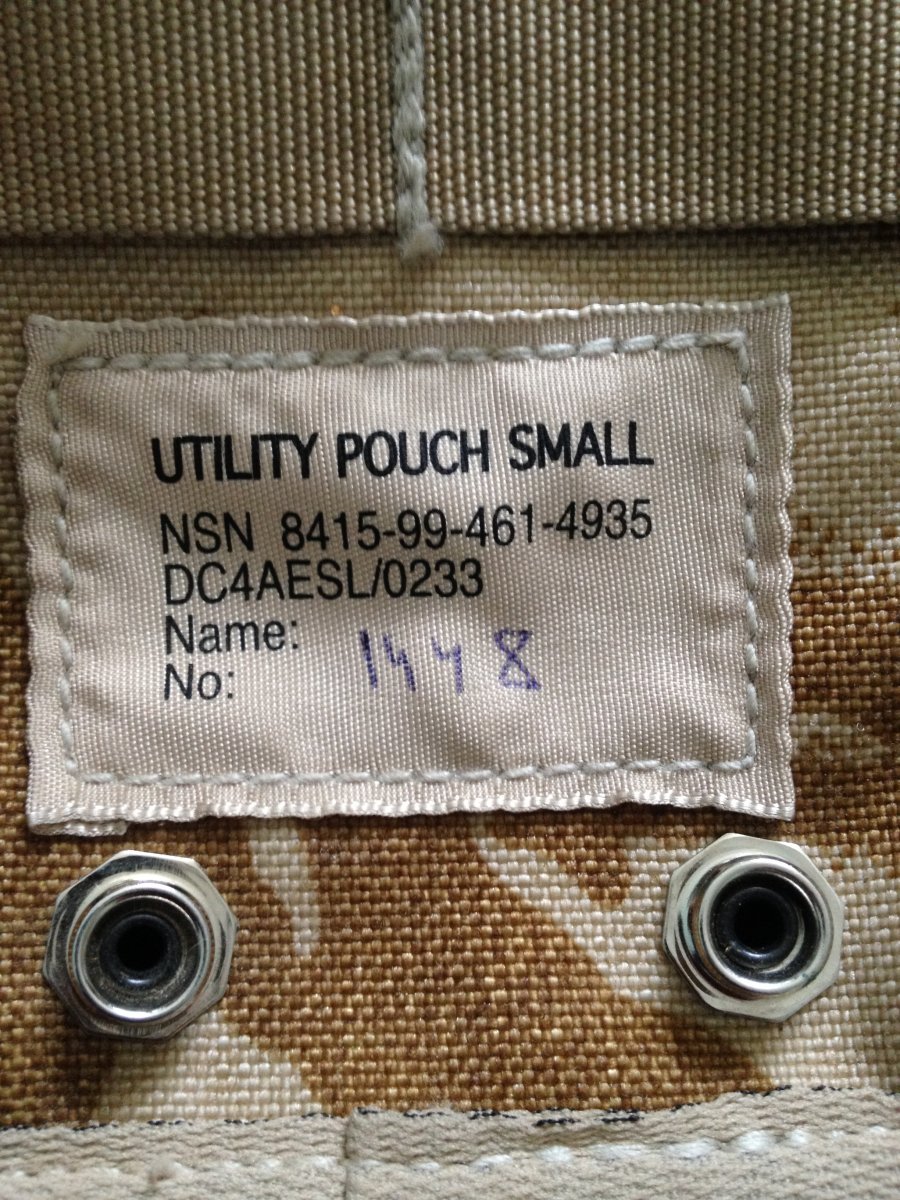 UTILITY POUCH SMALL
NSN 8415-99-461-4935
DC4AESL/0233
Name:
No: 1448